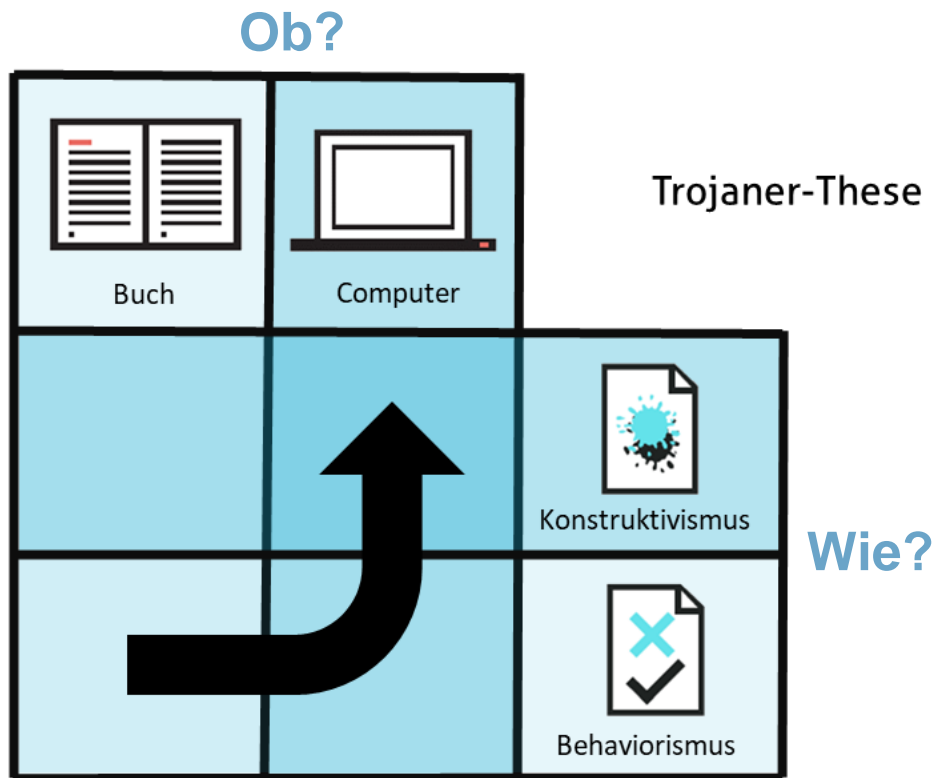 Ob?
Trojaner-These
Buch
Computer
Konstruktivismus
Wie?
Behaviorismus